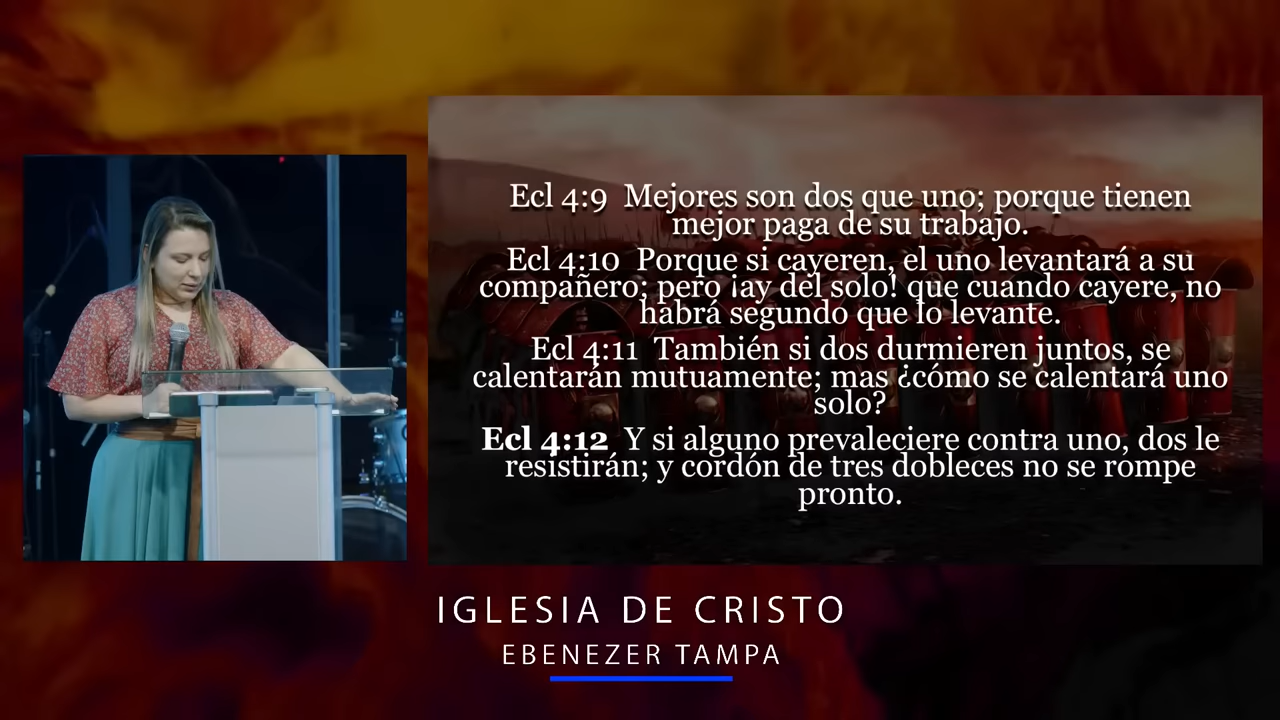 Ecl 4:9 Mejores son dos que uno; porque tienen
mejor paga de su trabajo.
Ecl 4:10 Porque si cayeren, el uno levantará a su
compañero; pero ¡ay del solo! que cuando cayere, no
habrá segundo que lo levante.
Ecl 4:11 También si dos durmieren juntos, se
calentarán mutuamente; mas ¿cómo se calentará uno
solo?
Ecl 4:12 Y si alguno prevaleciere contra uno, dos le
resistirán; y cordón de tres dobleces no se rompe
pronto.
IGLESIA DE CRISTO
EBENEZER TAMPA